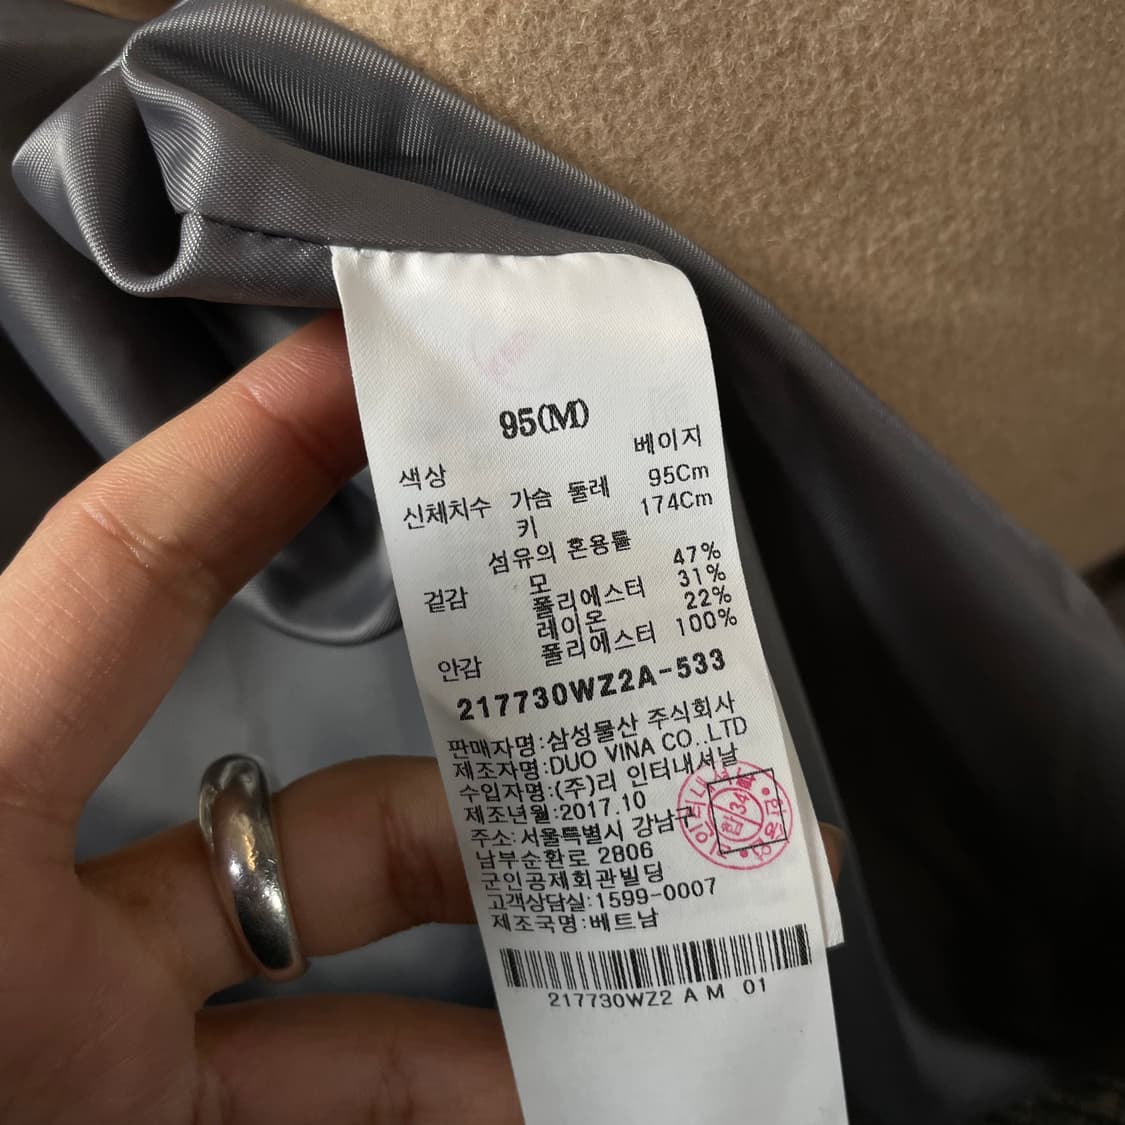 95(M)
색상 베이지
신체치수 가슴 둘레 95Cm
키 174Cm
섬유의 혼용률
겉감 모 47%
폴리에스터 31%
레이온 22%
안감 폴리에스터 100%
217730WZ2A-533
판매자명:삼성물산 주식회사
제조자명:DUO VINA CO.,LTD
수입자명:(주)리 인터내셔날
제조년월:2017.10
주소:서울특별시 강남구
남부순환로 2806
군인공제회관빌딩
고객상담실:1599-0007
제조국명:베트남
217730WZ2 A M 01